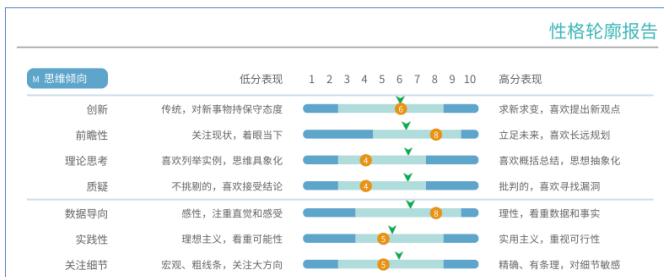 性格轮廓报告
M 思维倾向 低分表现 1 2 3 4 5 6 7 8 9 10 高分表现
创新 传统，对新事物持保守态度 6 求新求变，喜欢提出新观点
前瞻性 关注现状，着眼当下 8 立足未来，喜欢长远规划
理论思考 喜欢列举实例，思维具象化 4 喜欢概括总结，思想抽象化
质疑 不挑剔的，喜欢接受结论 4 批判的，喜欢寻找漏洞
数据导向 感性，注重直觉和感受 8 理性，看重数据和事实
实践性 理想主义，看重可能性 5 实用主义，重视可行性
关注细节 宏观、粗线条，关注大方向 5 精确、有条理，对细节敏感